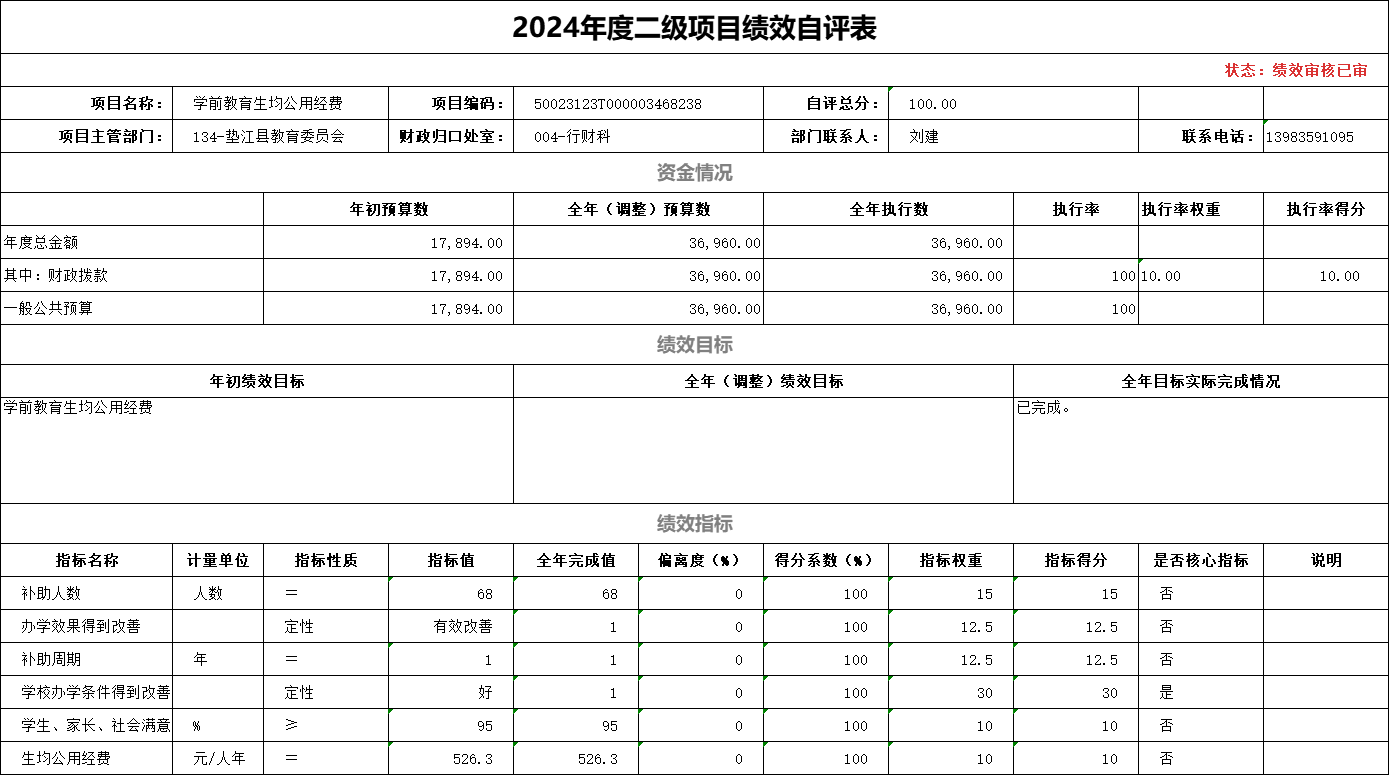 2024年度二级项目绩效自评表
状态：绩效审核已审
项目名称： 学前教育生均公用经费 项目编码： 50023123T000003468238 自评总分： 100.00
项目主管部门： 134-垫江县教育委员会 财政归口处室： 004-行财科 部门联系人： 刘建 联系电话： 13983591095
资金情况
年初预算数 全年（调整）预算数 全年执行数 执行率 执行率权重 执行率得分
年度总金额 17,894.00 36,960.00 36,960.00
其中：财政拨款 17,894.00 36,960.00 36,960.00 100 10.00 10.00
一般公共预算 17,894.00 36,960.00 36,960.00 100
绩效目标
年初绩效目标 全年（调整）绩效目标 全年目标实际完成情况
学前教育生均公用经费 已完成。
绩效指标
指标名称 计量单位 指标性质 指标值 全年完成值 偏离度（%） 得分系数（%） 指标权重 指标得分 是否核心指标 说明
补助人数 人数 ＝ 68 68 0 100 15 15 否
办学效果得到改善 定性 有效改善 1 0 100 12.5 12.5 否
补助周期 年 ＝ 1 1 0 100 12.5 12.5 否
学校办学条件得到改善 定性 好 1 0 100 30 30 是
学生、家长、社会满意 % ≥ 95 95 0 100 10 10 否
生均公用经费 元/人年 ＝ 526.3 526.3 0 100 10 10 否